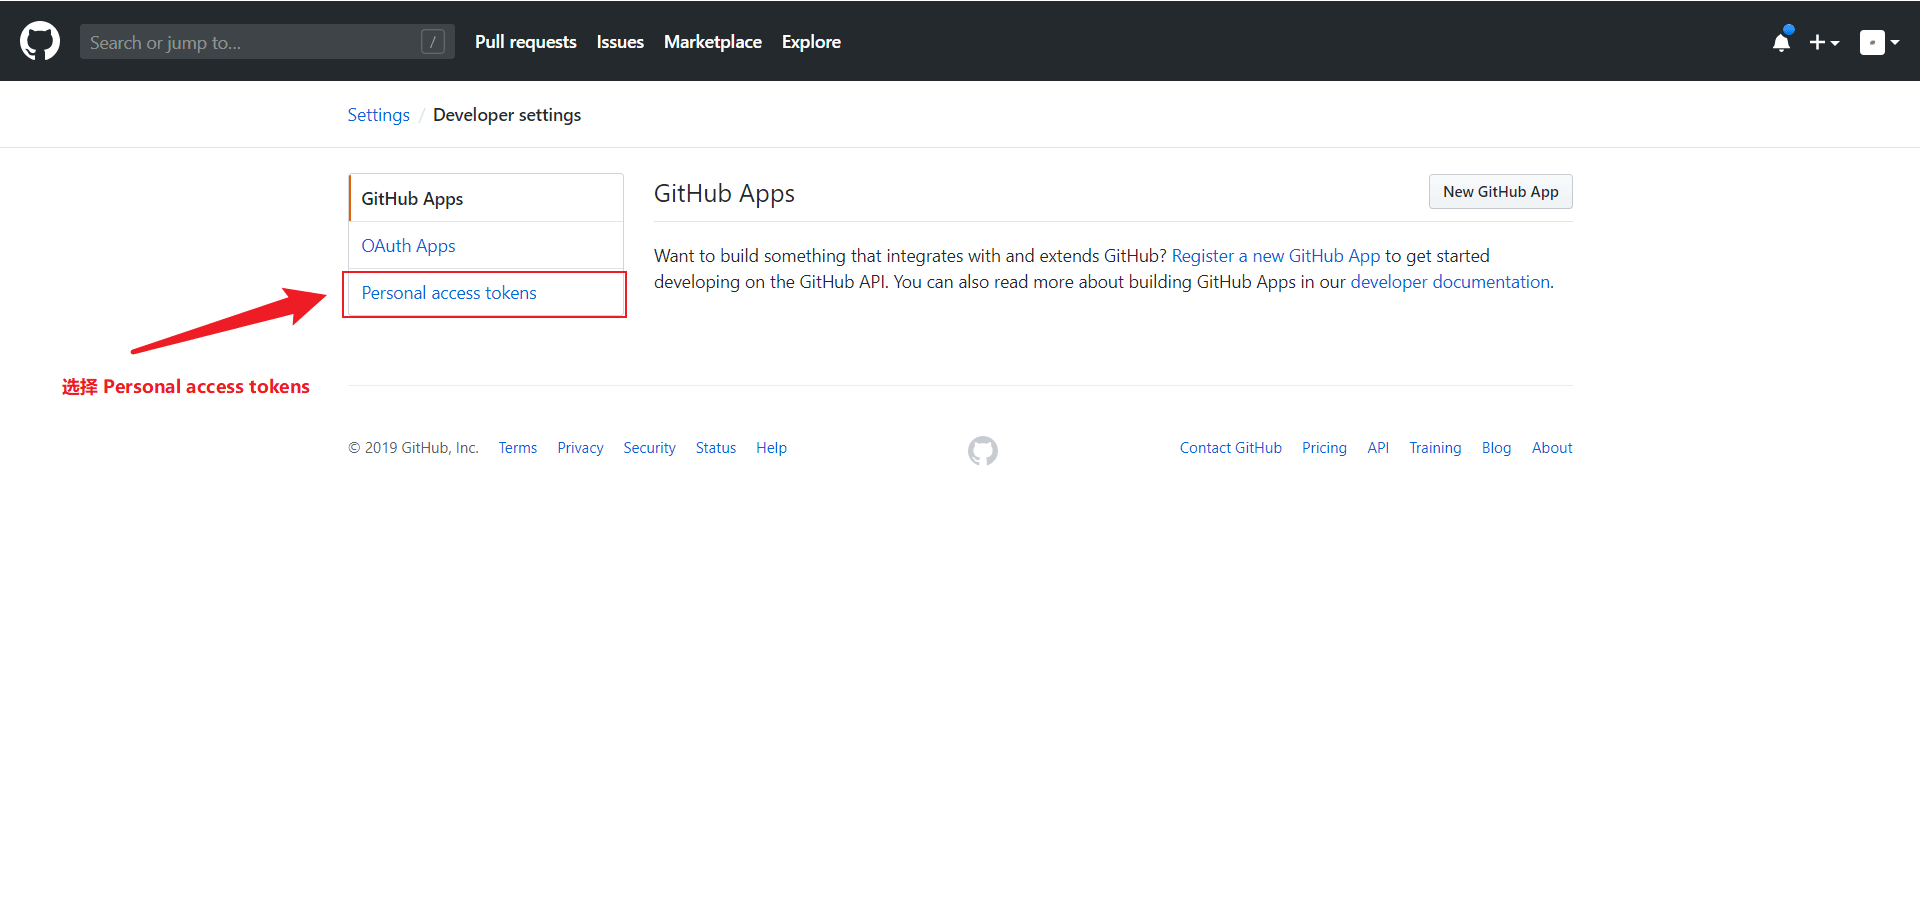 Search or jump to... /
Pull requests Issues Marketplace Explore
Settings / Developer settings
GitHub Apps
OAuth Apps
Personal access tokens
选择 Personal access tokens
GitHub Apps
New GitHub App
Want to build something that integrates with and extends GitHub? Register a new GitHub App to get started
developing on the GitHub API. You can also read more about building GitHub Apps in our developer documentation.
© 2019 GitHub, Inc. Terms Privacy Security Status Help
Contact GitHub Pricing API Training Blog About